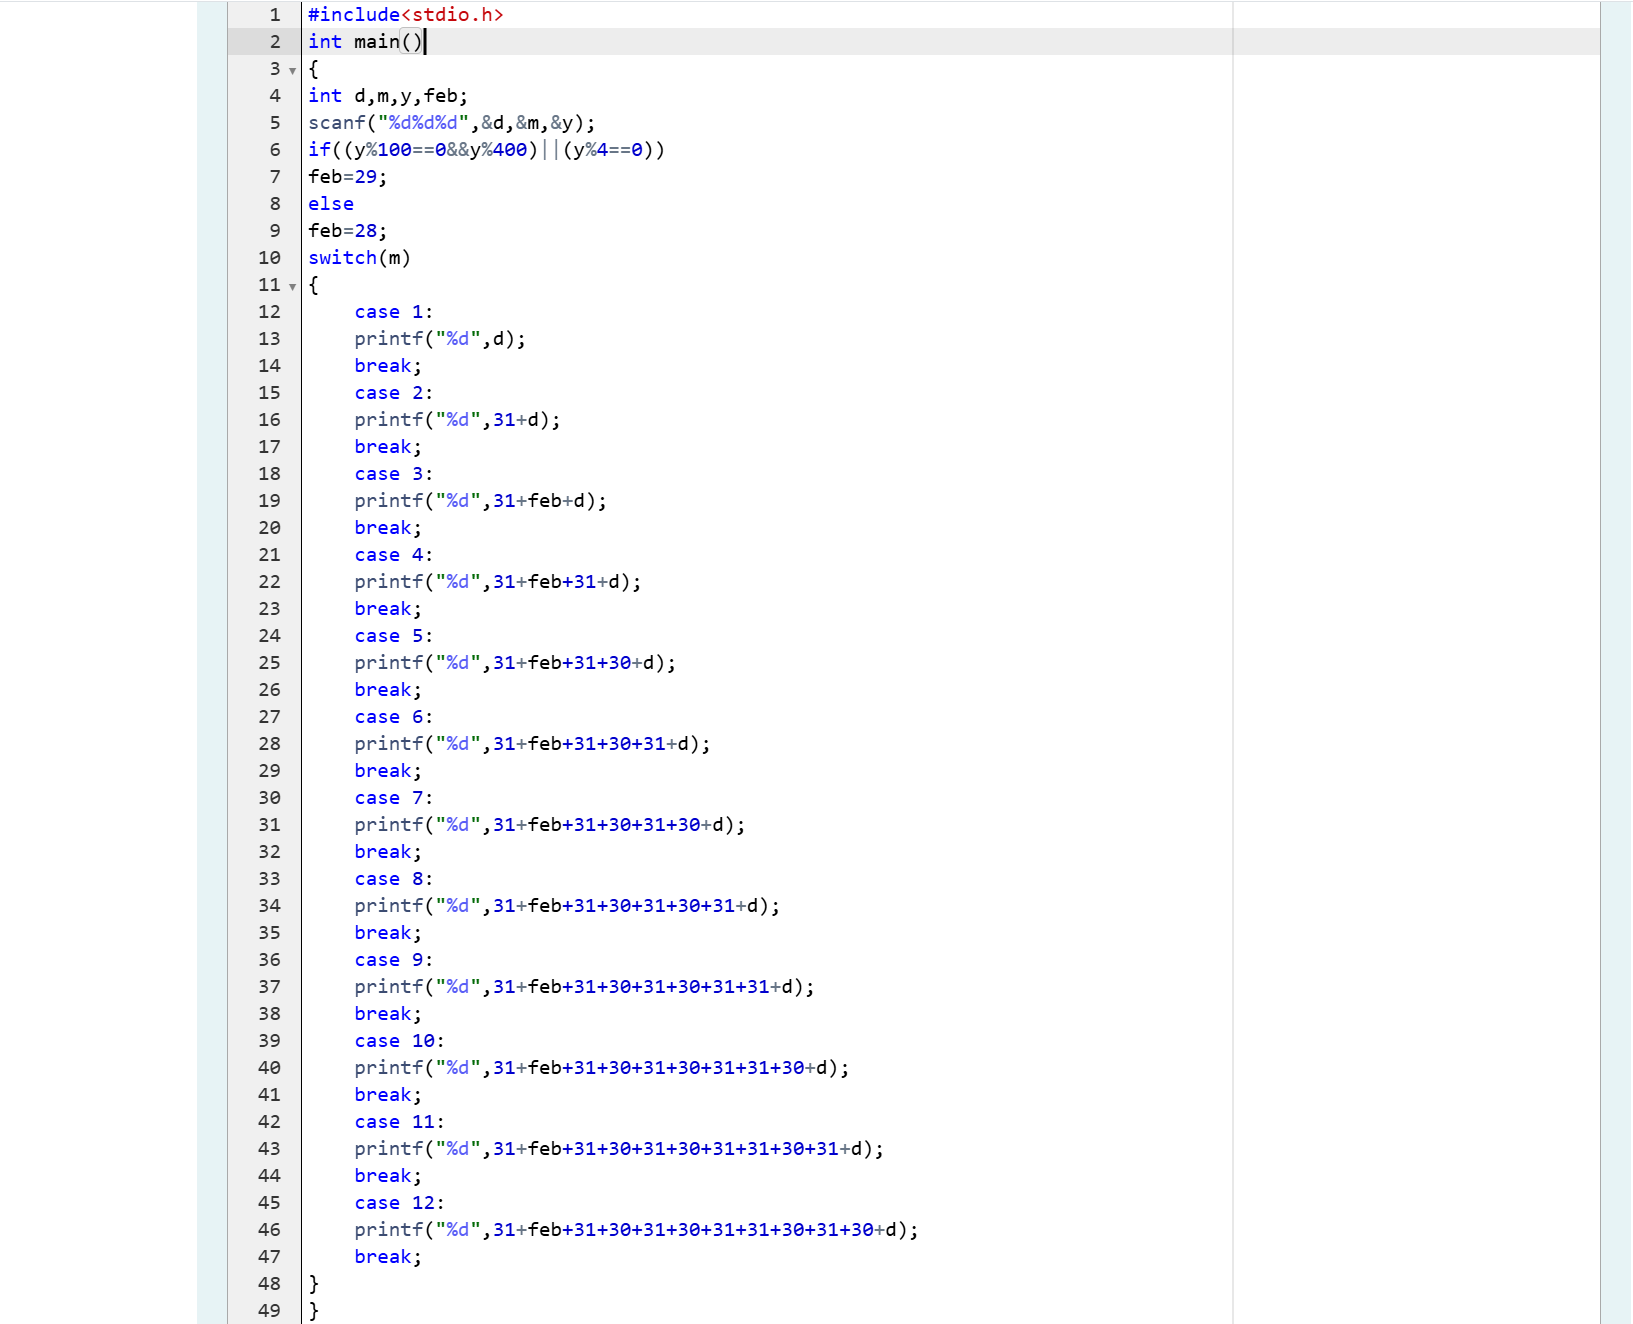 1 #include<stdio.h>
2 int main()
3 {
4 int d,m,y,feb;
5 scanf("%d%d%d",&d,&m,&y);
6 if((y%100==0&&y%400)||(y%4==0))
7 feb=29;
8 else
9 feb=28;
10 switch(m)
11 {
12     case 1:
13     printf("%d",d);
14     break;
15     case 2:
16     printf("%d",31+d);
17     break;
18     case 3:
19     printf("%d",31+feb+d);
20     break;
21     case 4:
22     printf("%d",31+feb+31+d);
23     break;
24     case 5:
25     printf("%d",31+feb+31+30+d);
26     break;
27     case 6:
28     printf("%d",31+feb+31+30+31+d);
29     break;
30     case 7:
31     printf("%d",31+feb+31+30+31+30+d);
32     break;
33     case 8:
34     printf("%d",31+feb+31+30+31+30+31+d);
35     break;
36     case 9:
37     printf("%d",31+feb+31+30+31+30+31+31+d);
38     break;
39     case 10:
40     printf("%d",31+feb+31+30+31+30+31+31+30+d);
41     break;
42     case 11:
43     printf("%d",31+feb+31+30+31+30+31+31+30+31+d);
44     break;
45     case 12:
46     printf("%d",31+feb+31+30+31+30+31+31+30+31+30+d);
47     break;
48 }
49 }